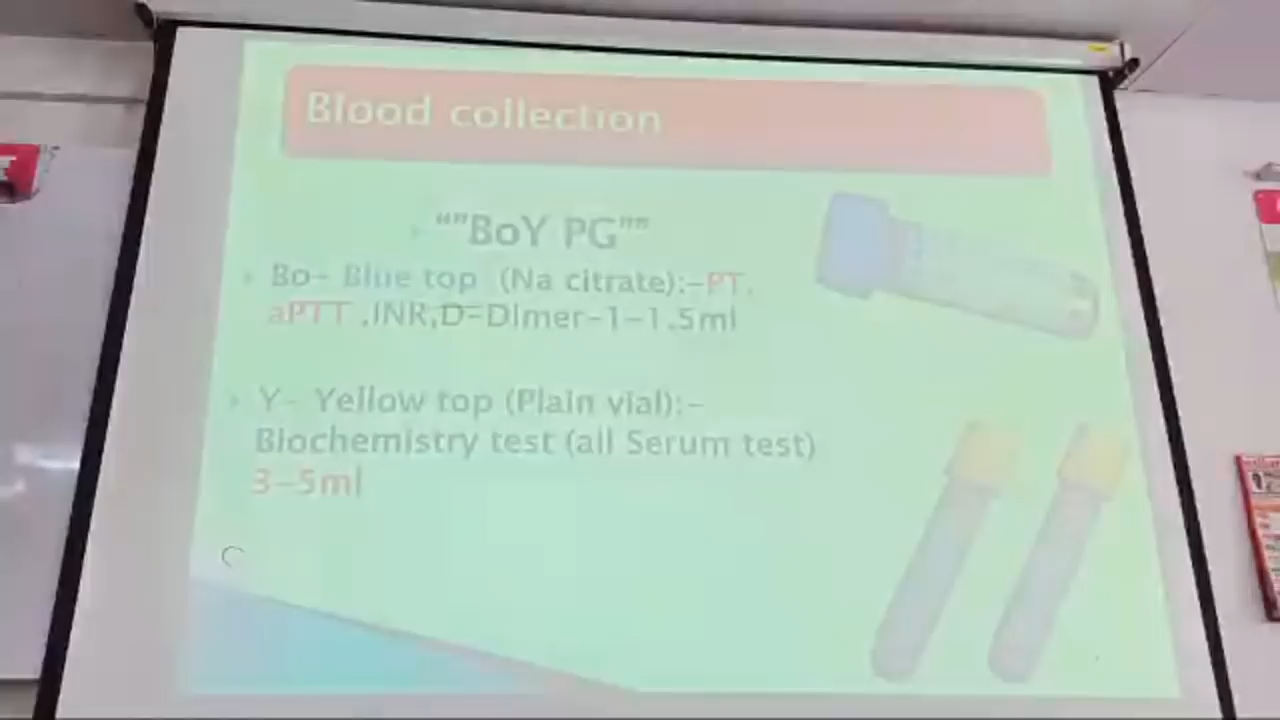 Blood collection
""BoY PG""
Bo- Blue top (Na citrate):-PT,
aPTT ,INR,D=Dimer-1-1.5ml
Y- Yellow top (Plain vial):-
Biochemistry test (all Serum test)
3-5ml